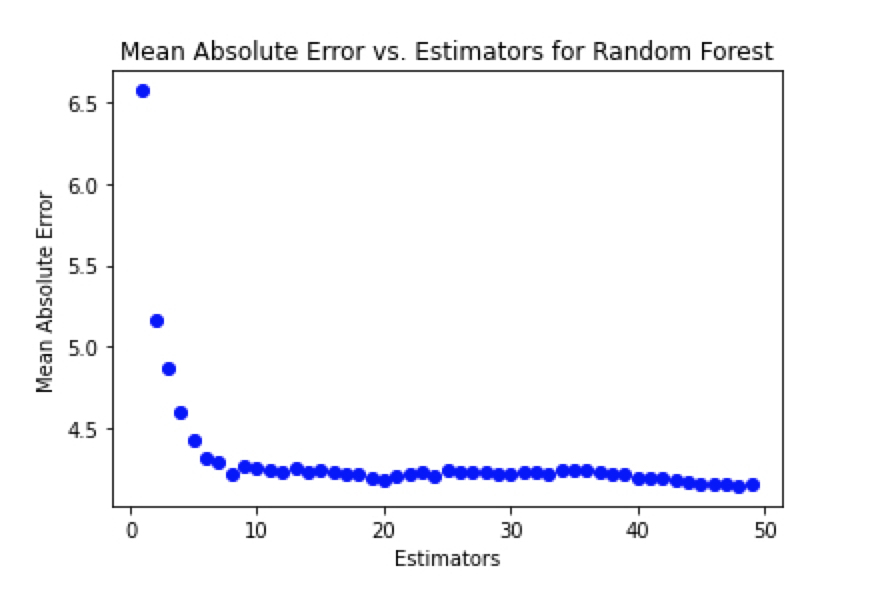 Mean Absolute Error vs. Estimators for Random Forest
Mean Absolute Error
6.5
6.0
5.5
5.0
4.5
0 10 20 30 40 50
Estimators